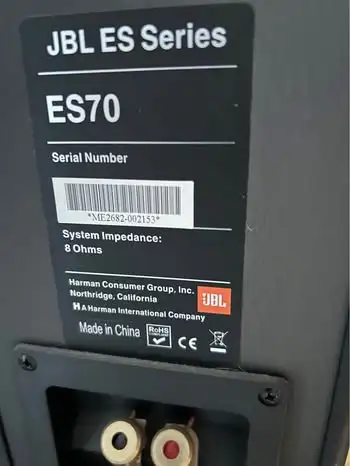 JBL ES Series
ES70
Serial Number
*ME2682-002153*
System Impedance:
8 Ohms
Harman Consumer Group, Inc.
Northridge, California
JBL
H A Harman International Company
Made in China
RoHS
COMPLIANT
CE